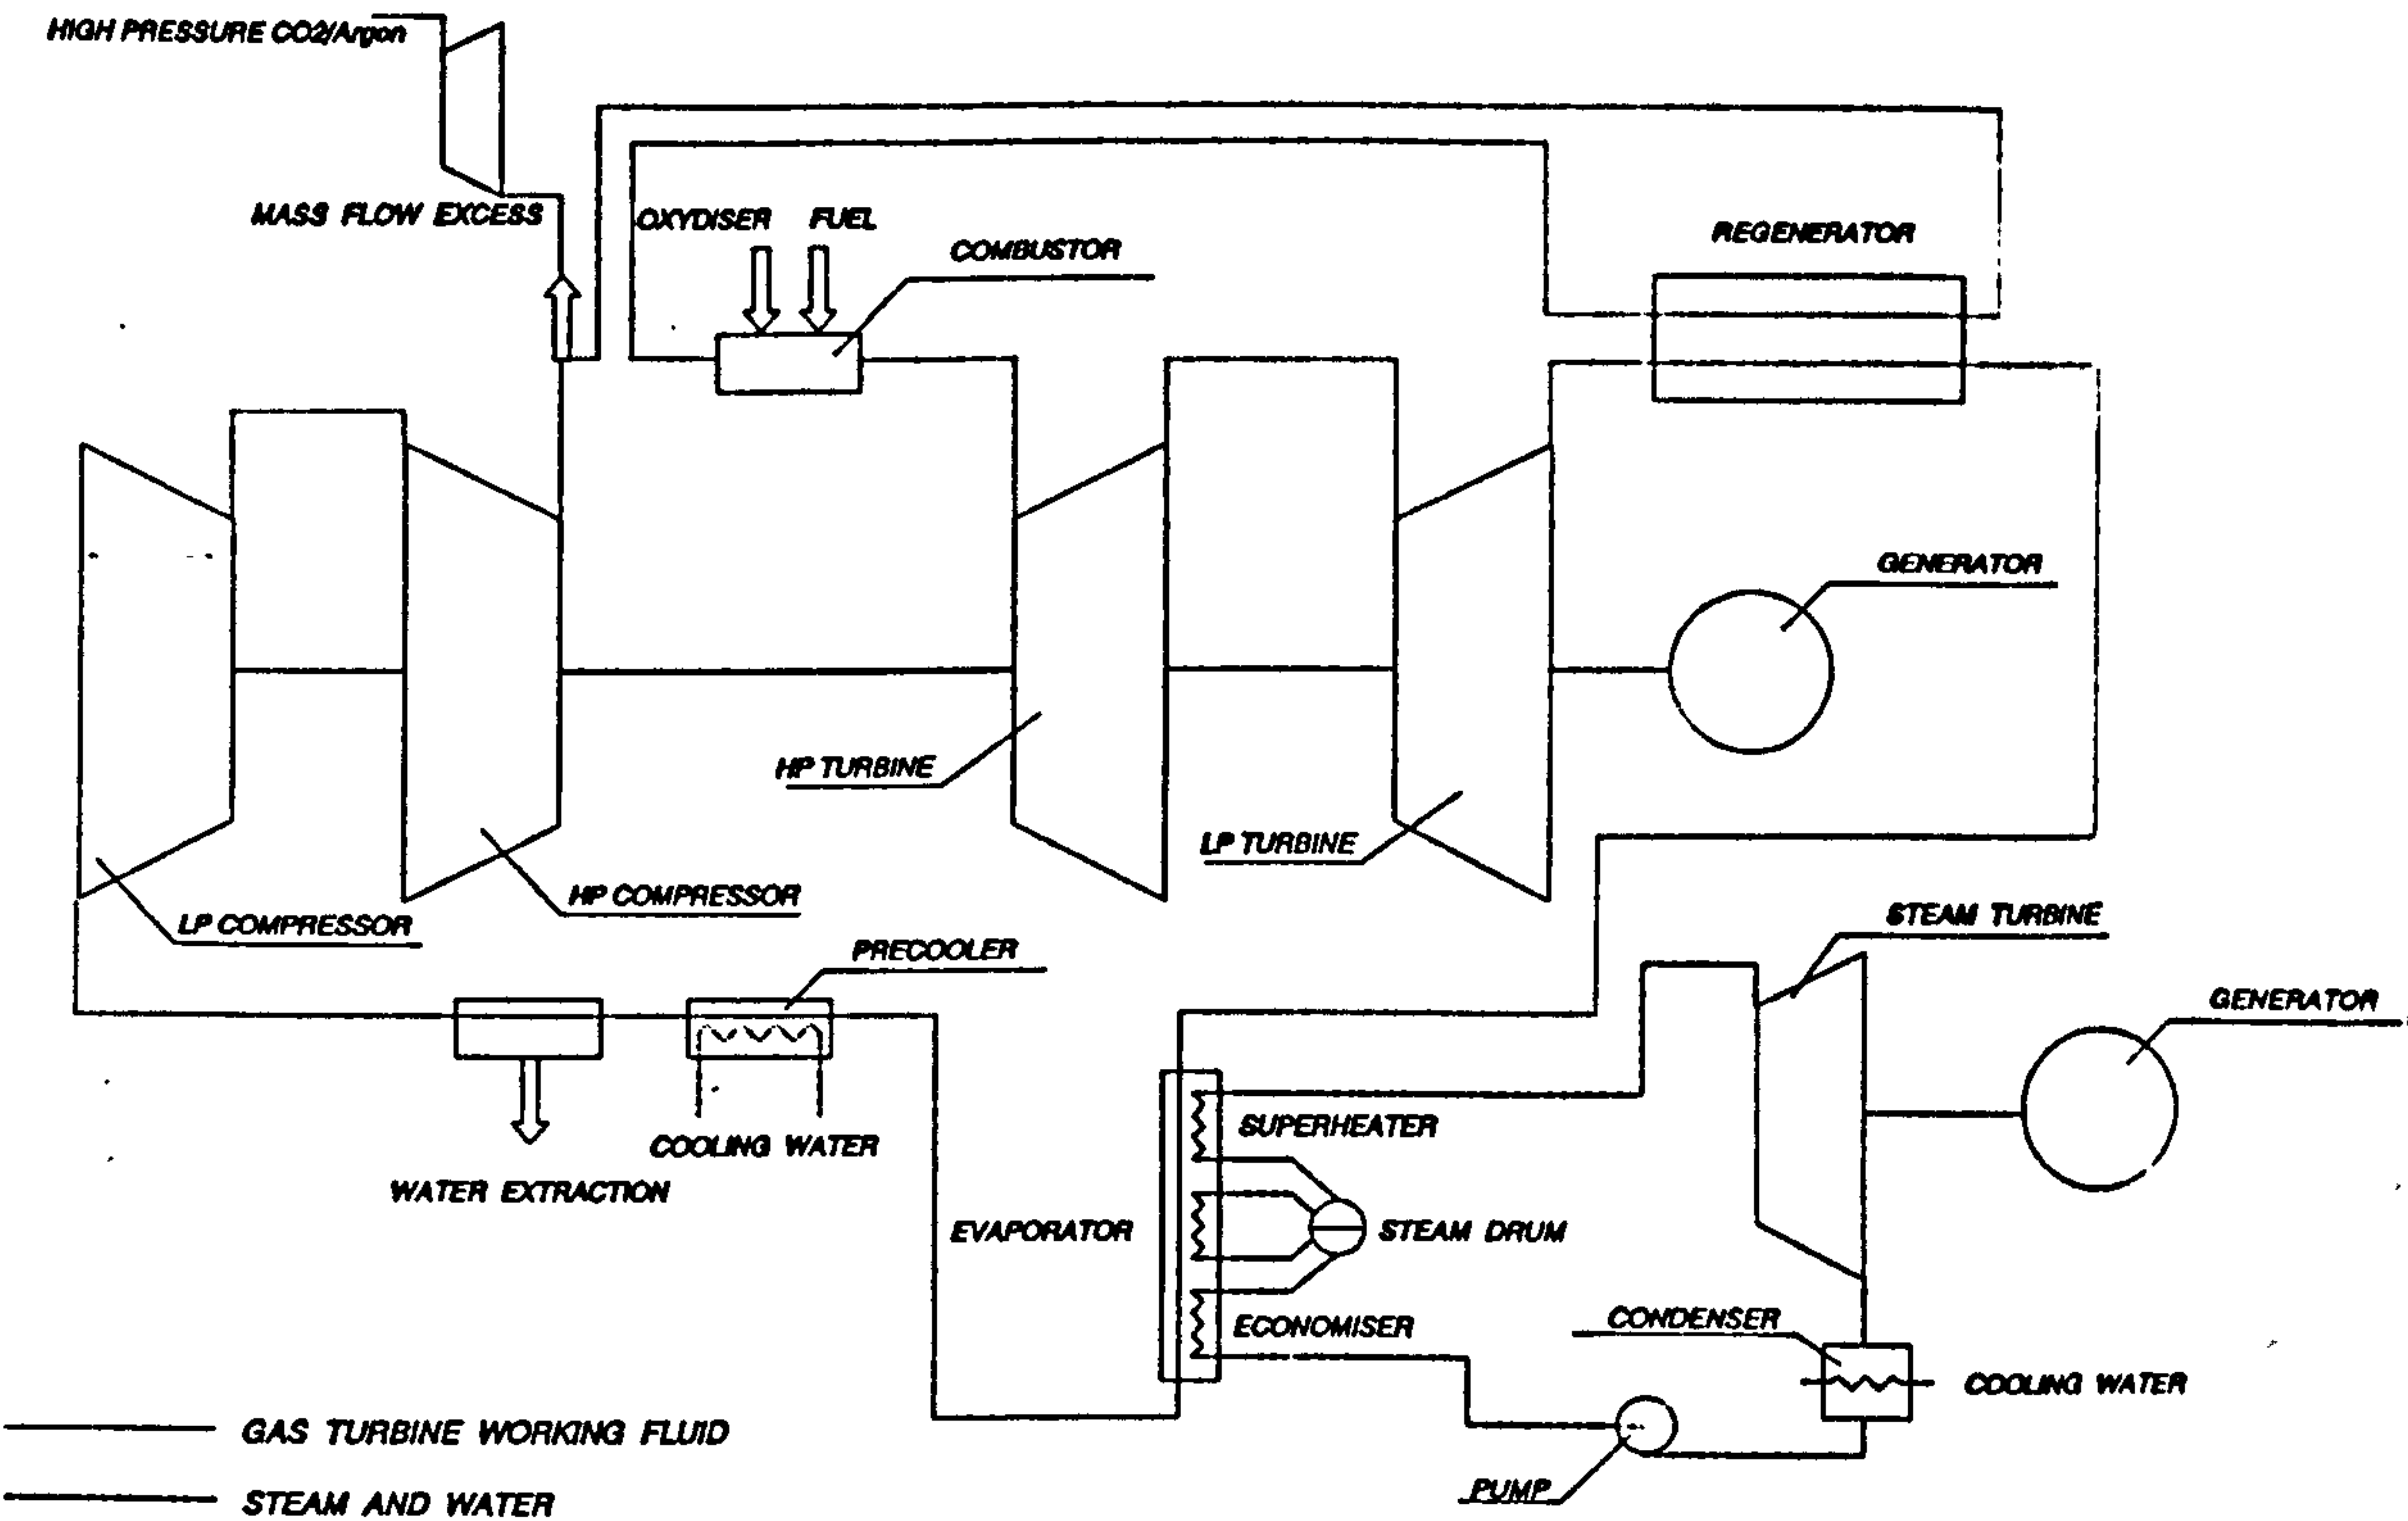 HIGH PRESSURE CO2/Argon
MASS FLOW EXCESS
OXYDISER FUEL
COMBUSTOR
REGENERATOR
GENERATOR
HP TURBINE
LP TURBINE
HP COMPRESSOR
LP COMPRESSOR
PRECOOLER
STEAM TURBINE
GENERATOR
COOLING WATER
WATER EXTRACTION
SUPERHEATER
EVAPORATOR
STEAM DRUM
ECONOMISER
CONDENSER
COOLING WATER
PUMP
GAS TURBINE WORKING FLUID
STEAM AND WATER